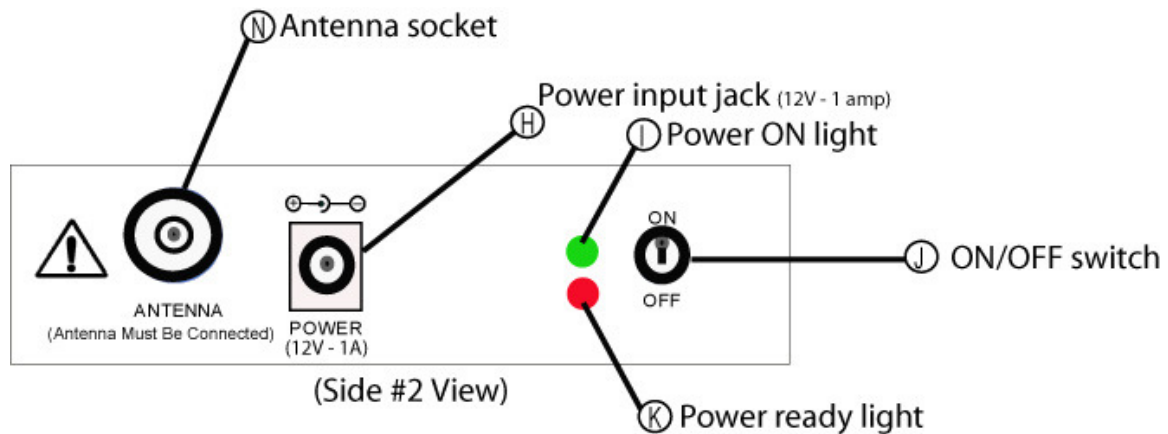 Ⓝ Antenna socket
Power input jack (12V - 1 amp)
Ⓗ
Ⓘ Power ON light
ON
Ⓙ ON/OFF switch
OFF
ANTENNA
(Antenna Must Be Connected)
POWER
(12V - 1A)
(Side #2 View)
Ⓚ Power ready light